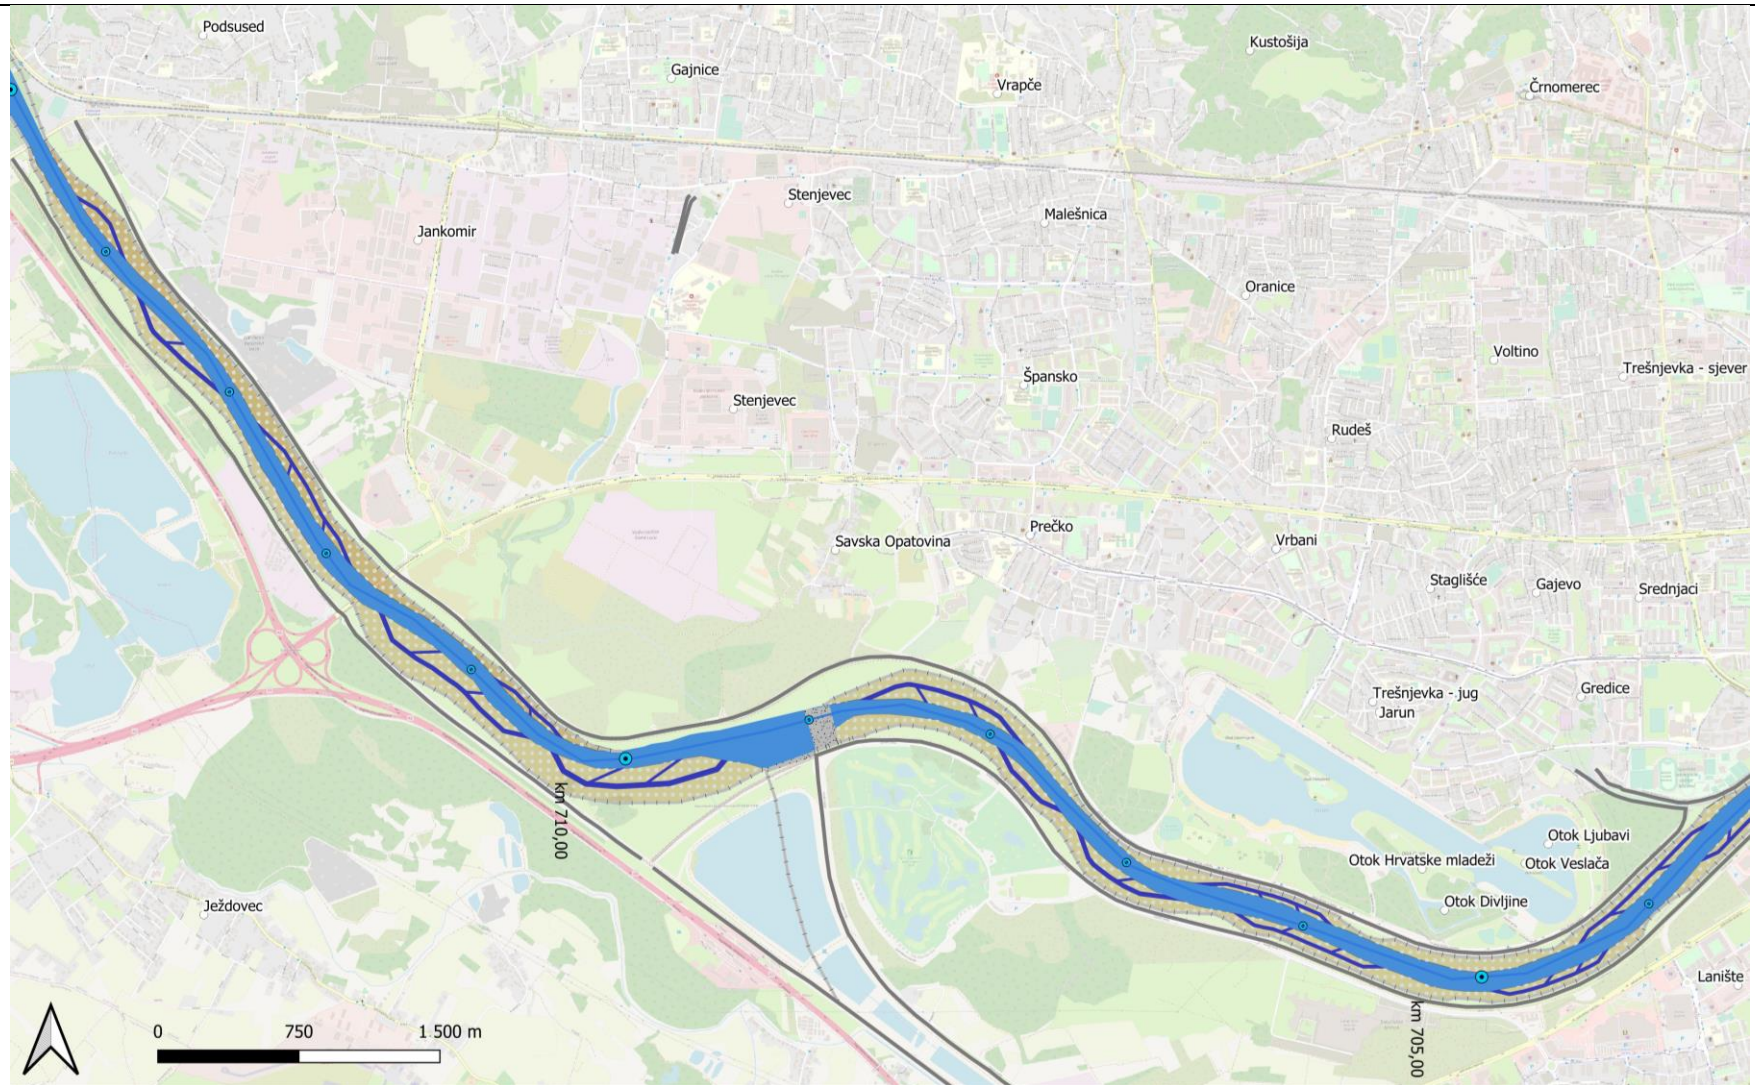 Podsused
Kustošija
Gajnice
Vrapče
Črnomerec
Stenjevec
Malešnica
Jankomir
Oranice
Voltino
Trešnjevka - sjever
Špansko
Stenjevec
Rudeš
Prečko
Savska Opatovina
Vrbani
Staglišće
Gajevo
Srednjaci
Trešnjevka - jug
Jarun
Gredice
km 710,00
Otok Ljubavi
Otok Hrvatske mladeži
Otok Veslača
Otok Divljine
Ježdovec
Lanište
km 705,00
0 750 1 500 m